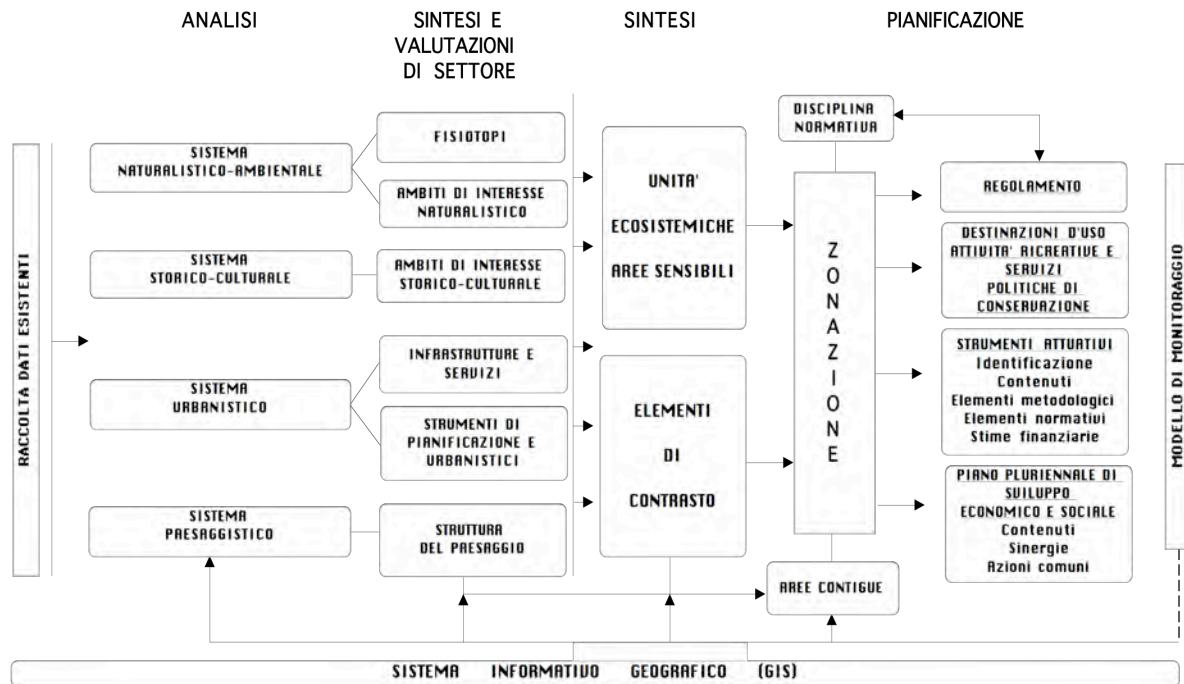 ANALISI
SINTESI E
VALUTAZIONI
DI SETTORE
SINTESI
PIANIFICAZIONE
RACCOLTA DATI ESISTENTI
SISTEMA
NATURALISTICO-AMBIENTALE
SISTEMA
STORICO-CULTURALE
SISTEMA
URBANISTICO
SISTEMA
PAESAGGISTICO
FISIOTOPI
AMBITI DI INTERESSE
NATURALISTICO
AMBITI DI INTERESSE
STORICO-CULTURALE
INFRASTRUTTURE E
SERVIZI
STRUMENTI DI
PIANIFICAZIONE E
URBANISTICI
STRUTTURA
DEL PAESAGGIO
UNITA'
ECOSISTEMICHE
AREE SENSIBILI
ELEMENTI
DI
CONTRASTO
DISCIPLINA
NORMATIVA
ZONAZIONE
AREE CONTIGUE
REGOLAMENTO
DESTINAZIONI D'USO
ATTIVITA' RICREATIVE E
SERVIZI
POLITICHE DI
CONSERVAZIONE
STRUMENTI ATTUATIVI
Identificazione
Contenuti
Elementi metodologici
Elementi normativi
Stime finanziarie
PIANO PLURIENNALE DI
SVILUPPO
ECONOMICO E SOCIALE
Contenuti
Sinergie
Azioni comuni
MODELLO DI MONITORAGGIO
SISTEMA INFORMATIVO GEOGRAFICO (GIS)